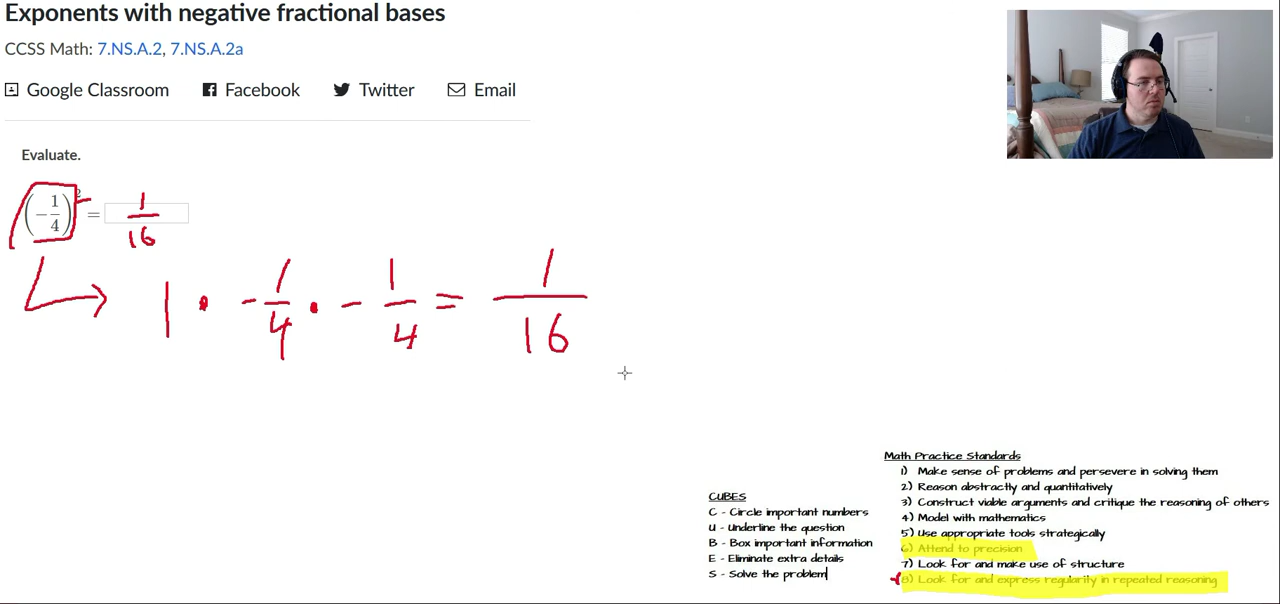 Exponents with negative fractional bases
CCSS Math: 7.NS.A.2, 7.NS.A.2a
Google Classroom Facebook Twitter Email
Evaluate.
(-1/4)^2 = 1/16
1 · -1/4 · -1/4 = 1/16
CUBES
C - Circle important numbers
U - Underline the question
B - Box important information
E - Eliminate extra details
S - Solve the problem
Math Practice Standards
1) Make sense of problems and persevere in solving them
2) Reason abstractly and quantitatively
3) Construct viable arguments and critique the reasoning of others
4) Model with mathematics
5) Use appropriate tools strategically
6) Attend to precision
7) Look for and make use of structure
8) Look for and express regularity in repeated reasoning